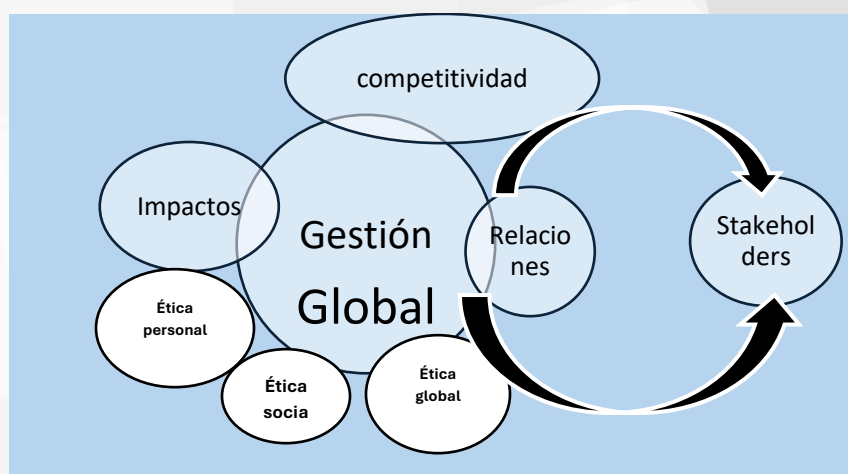 competitividad
Impactos
Gestión
Global
Relacio
nes
Stakehol
ders
Ética
personal
Ética
socia
Ética
global